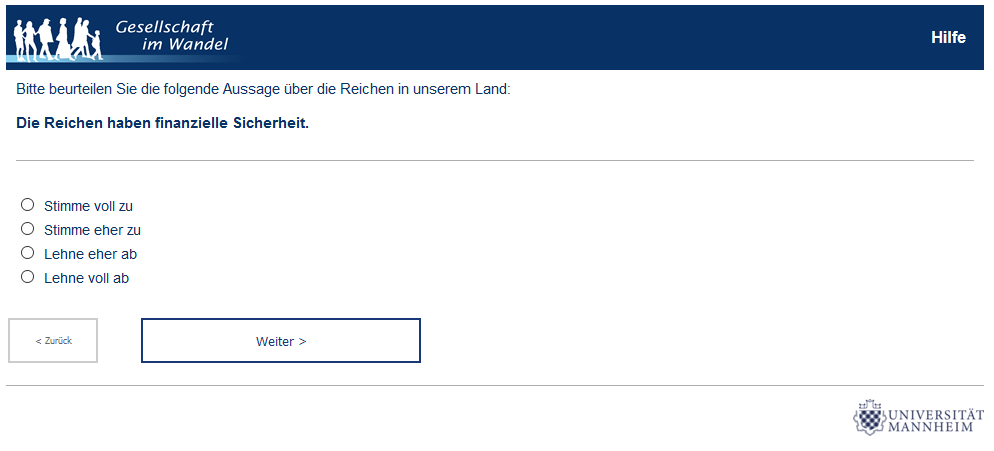 Gesellschaft
im Wandel
Hilfe
Bitte beurteilen Sie die folgende Aussage über die Reichen in unserem Land:
Die Reichen haben finanzielle Sicherheit.
Stimme voll zu
Stimme eher zu
Lehne eher ab
Lehne voll ab
< Zurück
Weiter >
UNIVERSITÄT
MANNHEIM